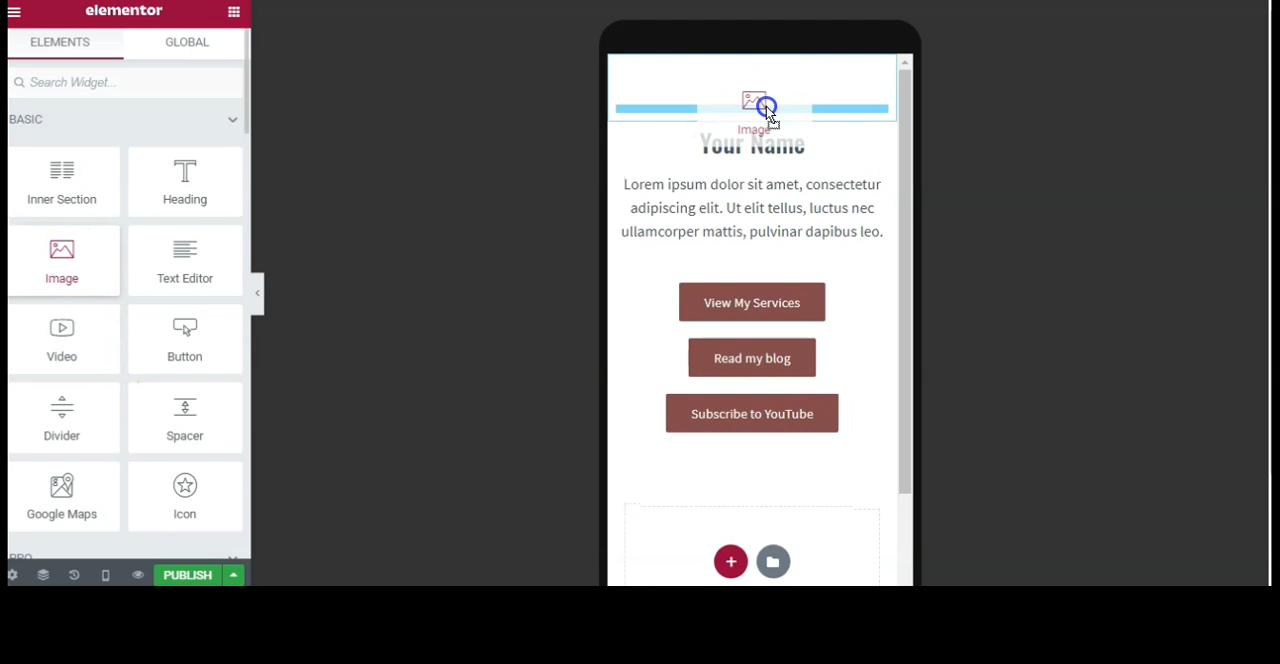 elementor
ELEMENTS
GLOBAL
Search Widget...
BASIC
Inner Section
Heading
Image
Text Editor
Video
Button
Divider
Spacer
Google Maps
Icon
PRO
PUBLISH
Image
Your Name
Lorem ipsum dolor sit amet, consectetur
adipiscing elit. Ut elit tellus, luctus nec
ullamcorper mattis, pulvinar dapibus leo.
View My Services
Read my blog
Subscribe to YouTube